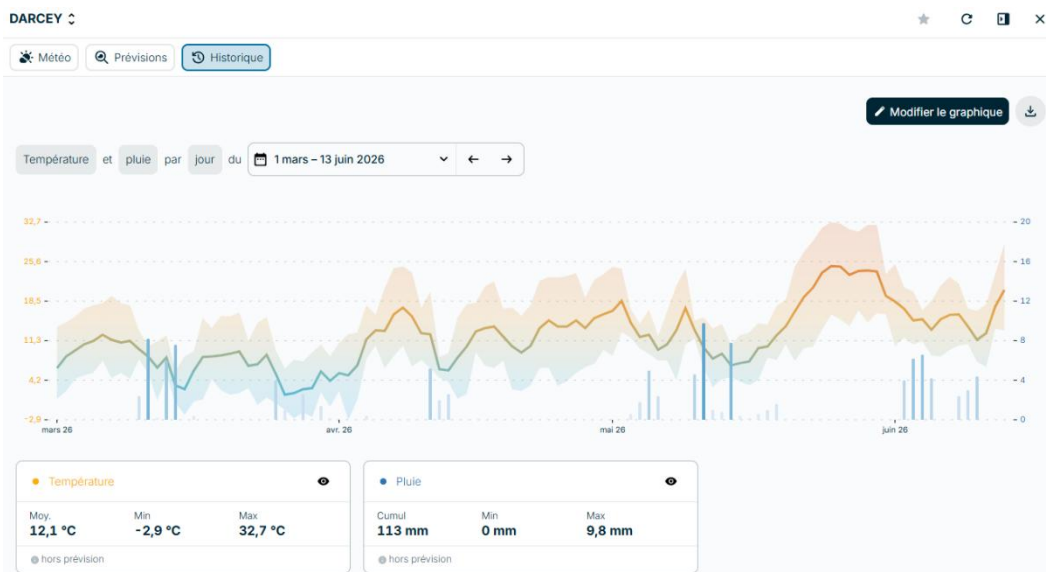 DARCEY
Météo Prévisions Historique
Modifier le graphique
Température et pluie par jour du 1 mars – 13 juin 2026
32,7 20
25,6 16
18,5 12
11,3 8
4,2 4
-2,9 0
mars 26 avr. 26 mai 26 juin 26
Température Pluie
Moy. Min Max Cumul Min Max
12,1 °C -2,9 °C 32,7 °C 113 mm 0 mm 9,8 mm
hors prévision hors prévision